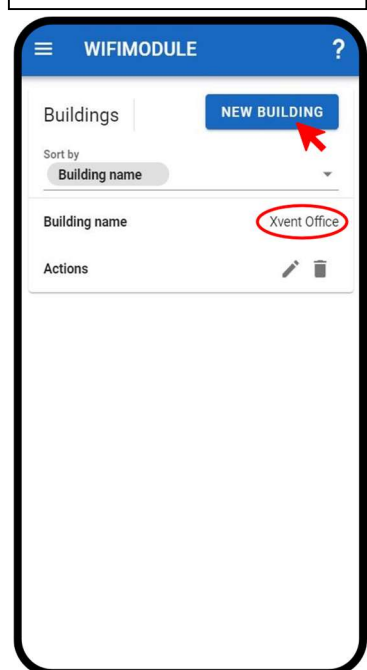 WIFIMODULE ?
Buildings NEW BUILDING
Sort by
Building name
Building name Xvent Office
Actions